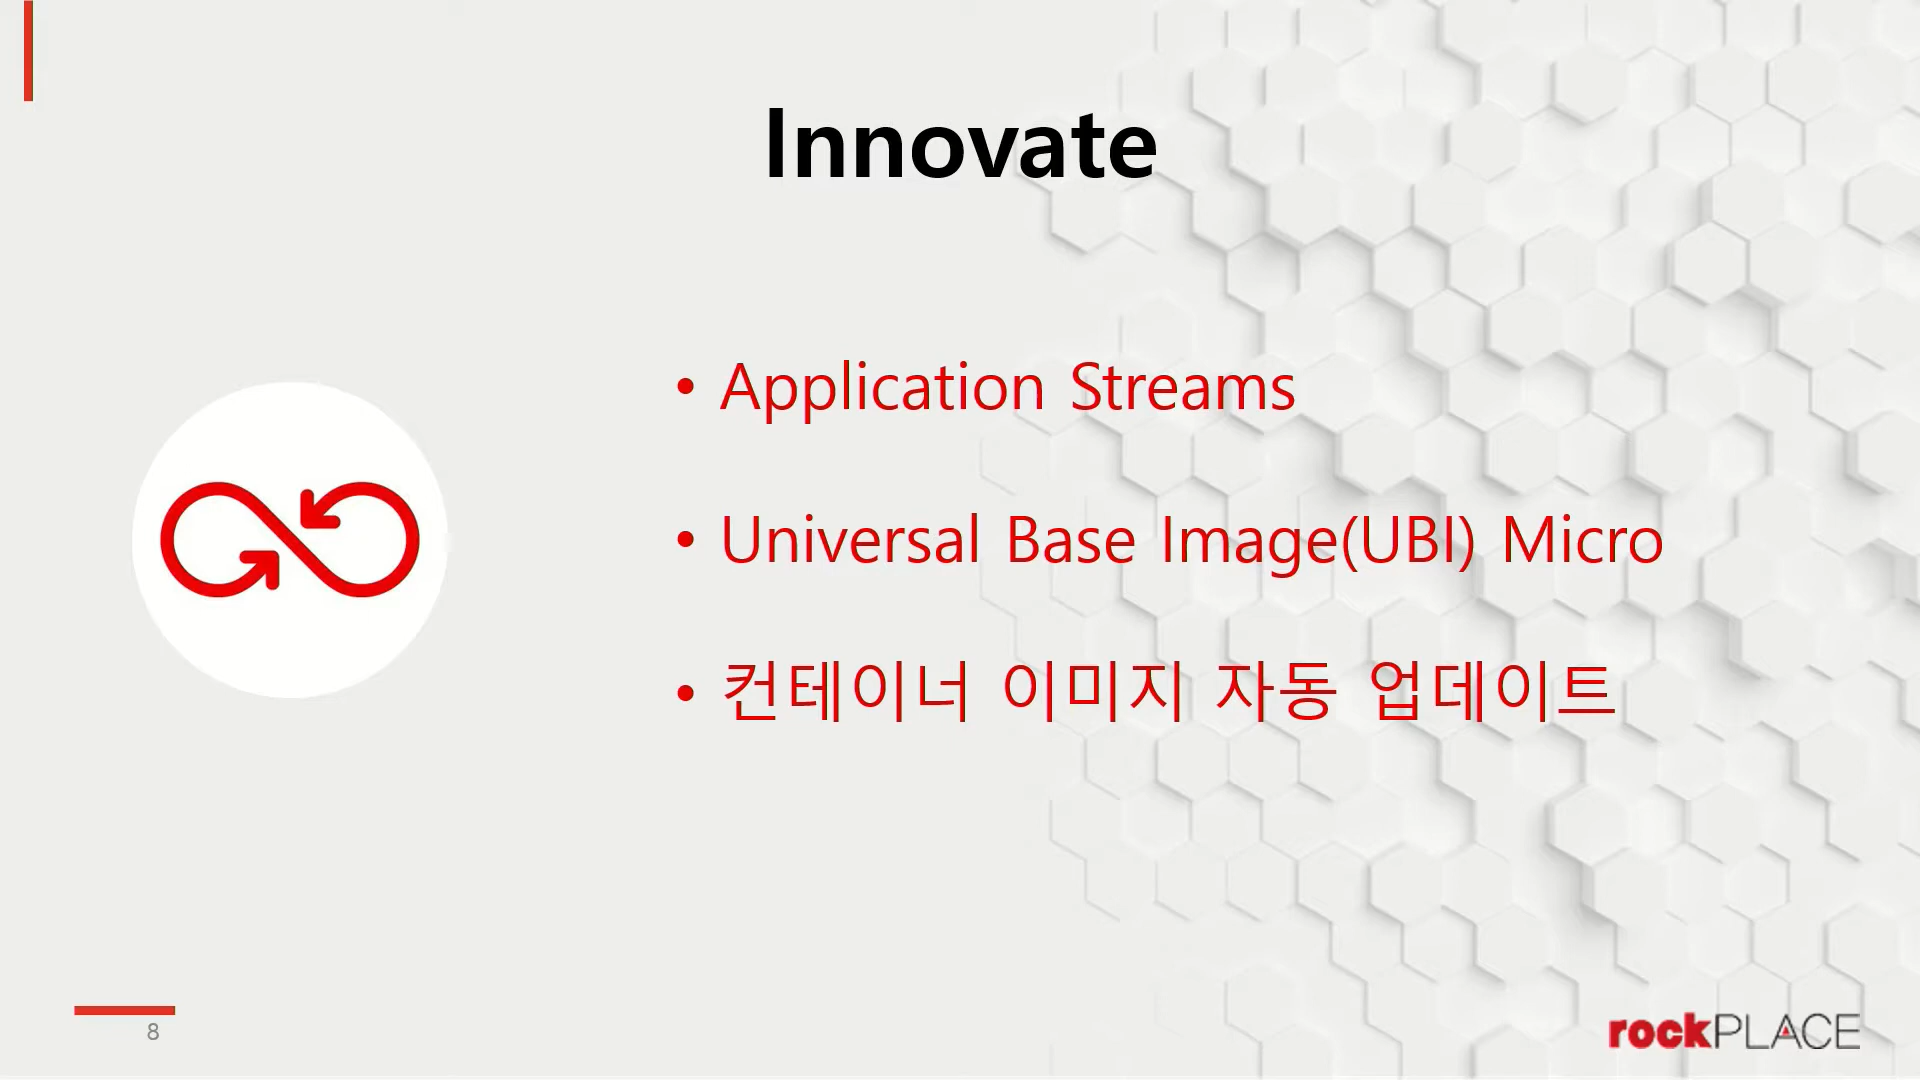 Innovate
• Application Streams
• Universal Base Image(UBI) Micro
• 컨테이너 이미지 자동 업데이트
8
rockPLACE